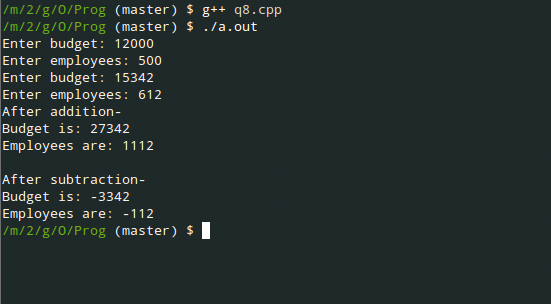 /m/2/g/O/Prog (master) $ g++ q8.cpp
/m/2/g/O/Prog (master) $ ./a.out
Enter budget: 12000
Enter employees: 500
Enter budget: 15342
Enter employees: 612
After addition-
Budget is: 27342
Employees are: 1112
After subtraction-
Budget is: -3342
Employees are: -112
/m/2/g/O/Prog (master) $